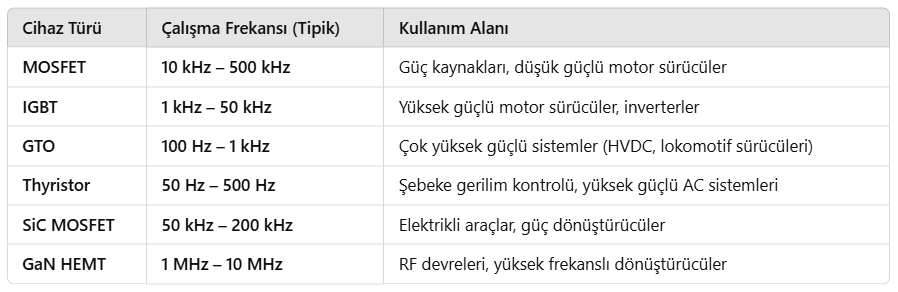 Cihaz Türü Çalışma Frekansı (Tipik) Kullanım Alanı
MOSFET 10 kHz – 500 kHz Güç kaynakları, düşük güçlü motor sürücüler
IGBT 1 kHz – 50 kHz Yüksek güçlü motor sürücüler, inverterler
GTO 100 Hz – 1 kHz Çok yüksek güçlü sistemler (HVDC, lokomotif sürücüleri)
Thyristor 50 Hz – 500 Hz Şebeke gerilim kontrolü, yüksek güçlü AC sistemleri
SiC MOSFET 50 kHz – 200 kHz Elektrikli araçlar, güç dönüştürücüler
GaN HEMT 1 MHz – 10 MHz RF devreleri, yüksek frekanslı dönüştürücüler